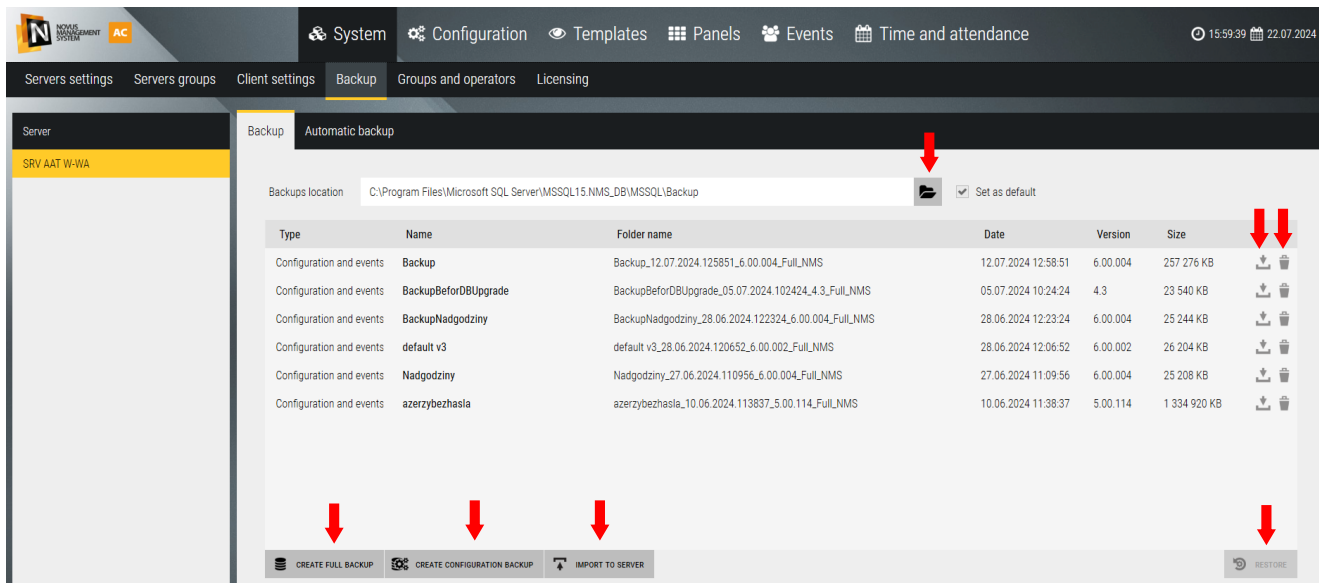 NOVUS
MANAGEMENT
SYSTEM
AC
System Configuration Templates Panels Events Time and attendance
15:59:39 22.07.2024
Servers settings Servers groups Client settings Backup Groups and operators Licensing
Server
SRV AAT W-WA
Backup Automatic backup
Backups location C:\Program Files\Microsoft SQL Server\MSSQL15.NMS_DB\MSSQL\Backup Set as default
Type Name Folder name Date Version Size
Configuration and events Backup Backup_12.07.2024.125851_6.00.004_Full_NMS 12.07.2024 12:58:51 6.00.004 257 276 KB
Configuration and events BackupBeforDBUpgrade BackupBeforDBUpgrade_05.07.2024.102424_4.3_Full_NMS 05.07.2024 10:24:24 4.3 23 540 KB
Configuration and events BackupNadgodziny BackupNadgodziny_28.06.2024.122324_6.00.004_Full_NMS 28.06.2024 12:23:24 6.00.004 25 244 KB
Configuration and events default v3 default v3_28.06.2024.120652_6.00.002_Full_NMS 28.06.2024 12:06:52 6.00.002 26 204 KB
Configuration and events Nadgodziny Nadgodziny_27.06.2024.110956_6.00.004_Full_NMS 27.06.2024 11:09:56 6.00.004 25 208 KB
Configuration and events azerzybezhasla azerzybezhasla_10.06.2024.113837_5.00.114_Full_NMS 10.06.2024 11:38:37 5.00.114 1 334 920 KB
CREATE FULL BACKUP CREATE CONFIGURATION BACKUP IMPORT TO SERVER RESTORE